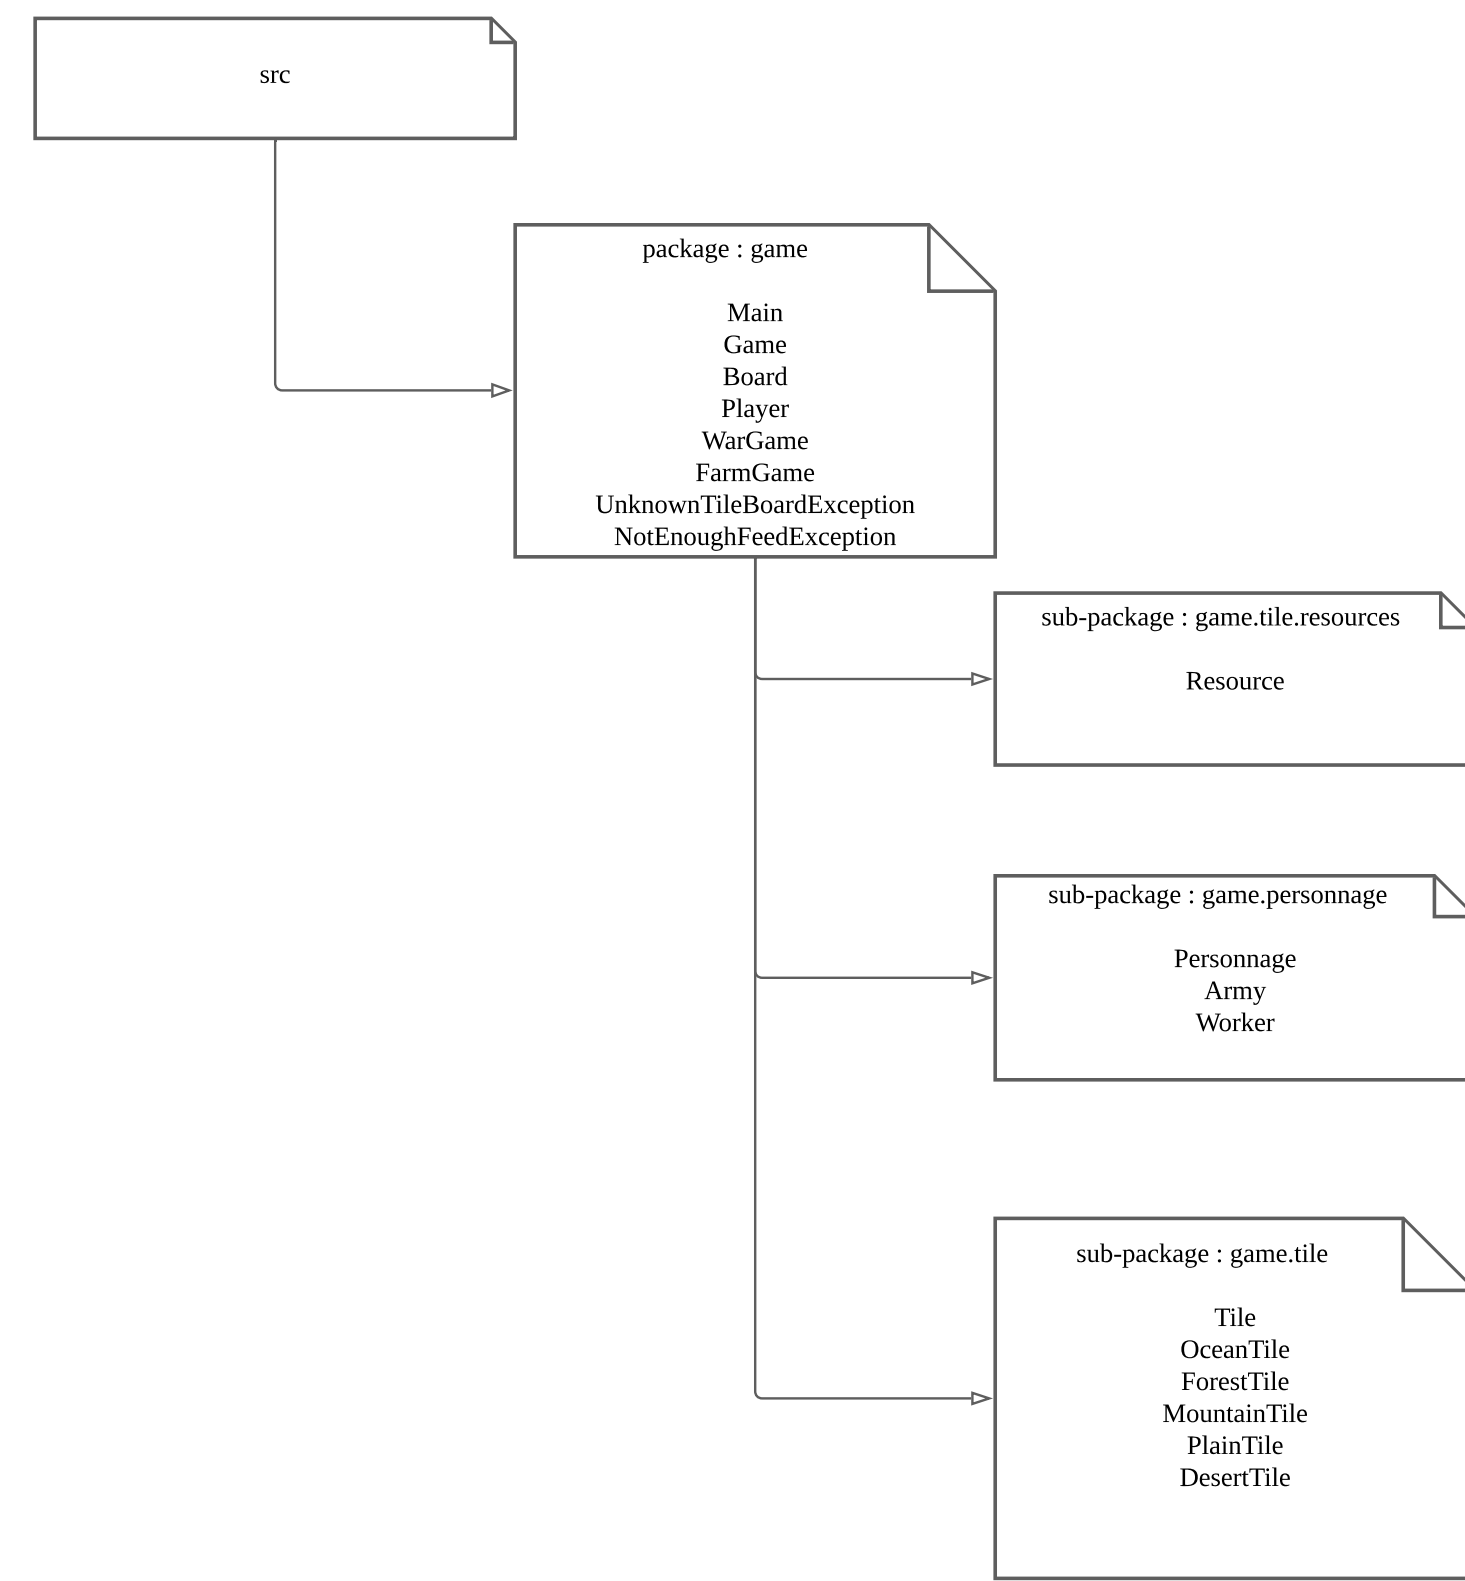 src
package : game
Main
Game
Board
Player
WarGame
FarmGame
UnknownTileBoardException
NotEnoughFeedException
sub-package : game.tile.resources
Resource
sub-package : game.personnage
Personnage
Army
Worker
sub-package : game.tile
Tile
OceanTile
ForestTile
MountainTile
PlainTile
DesertTile